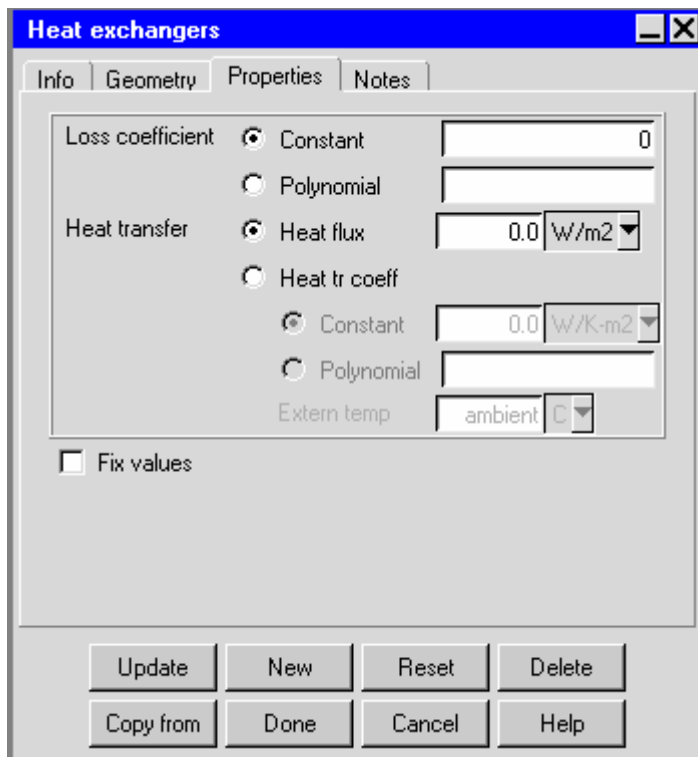 Heat exchangers
Info Geometry Properties Notes
Loss coefficient Constant 0
Polynomial
Heat transfer Heat flux 0.0 W/m2
Heat tr coeff
Constant 0.0 W/K-m2
Polynomial
Extern temp ambient C
Fix values
Update New Reset Delete
Copy from Done Cancel Help